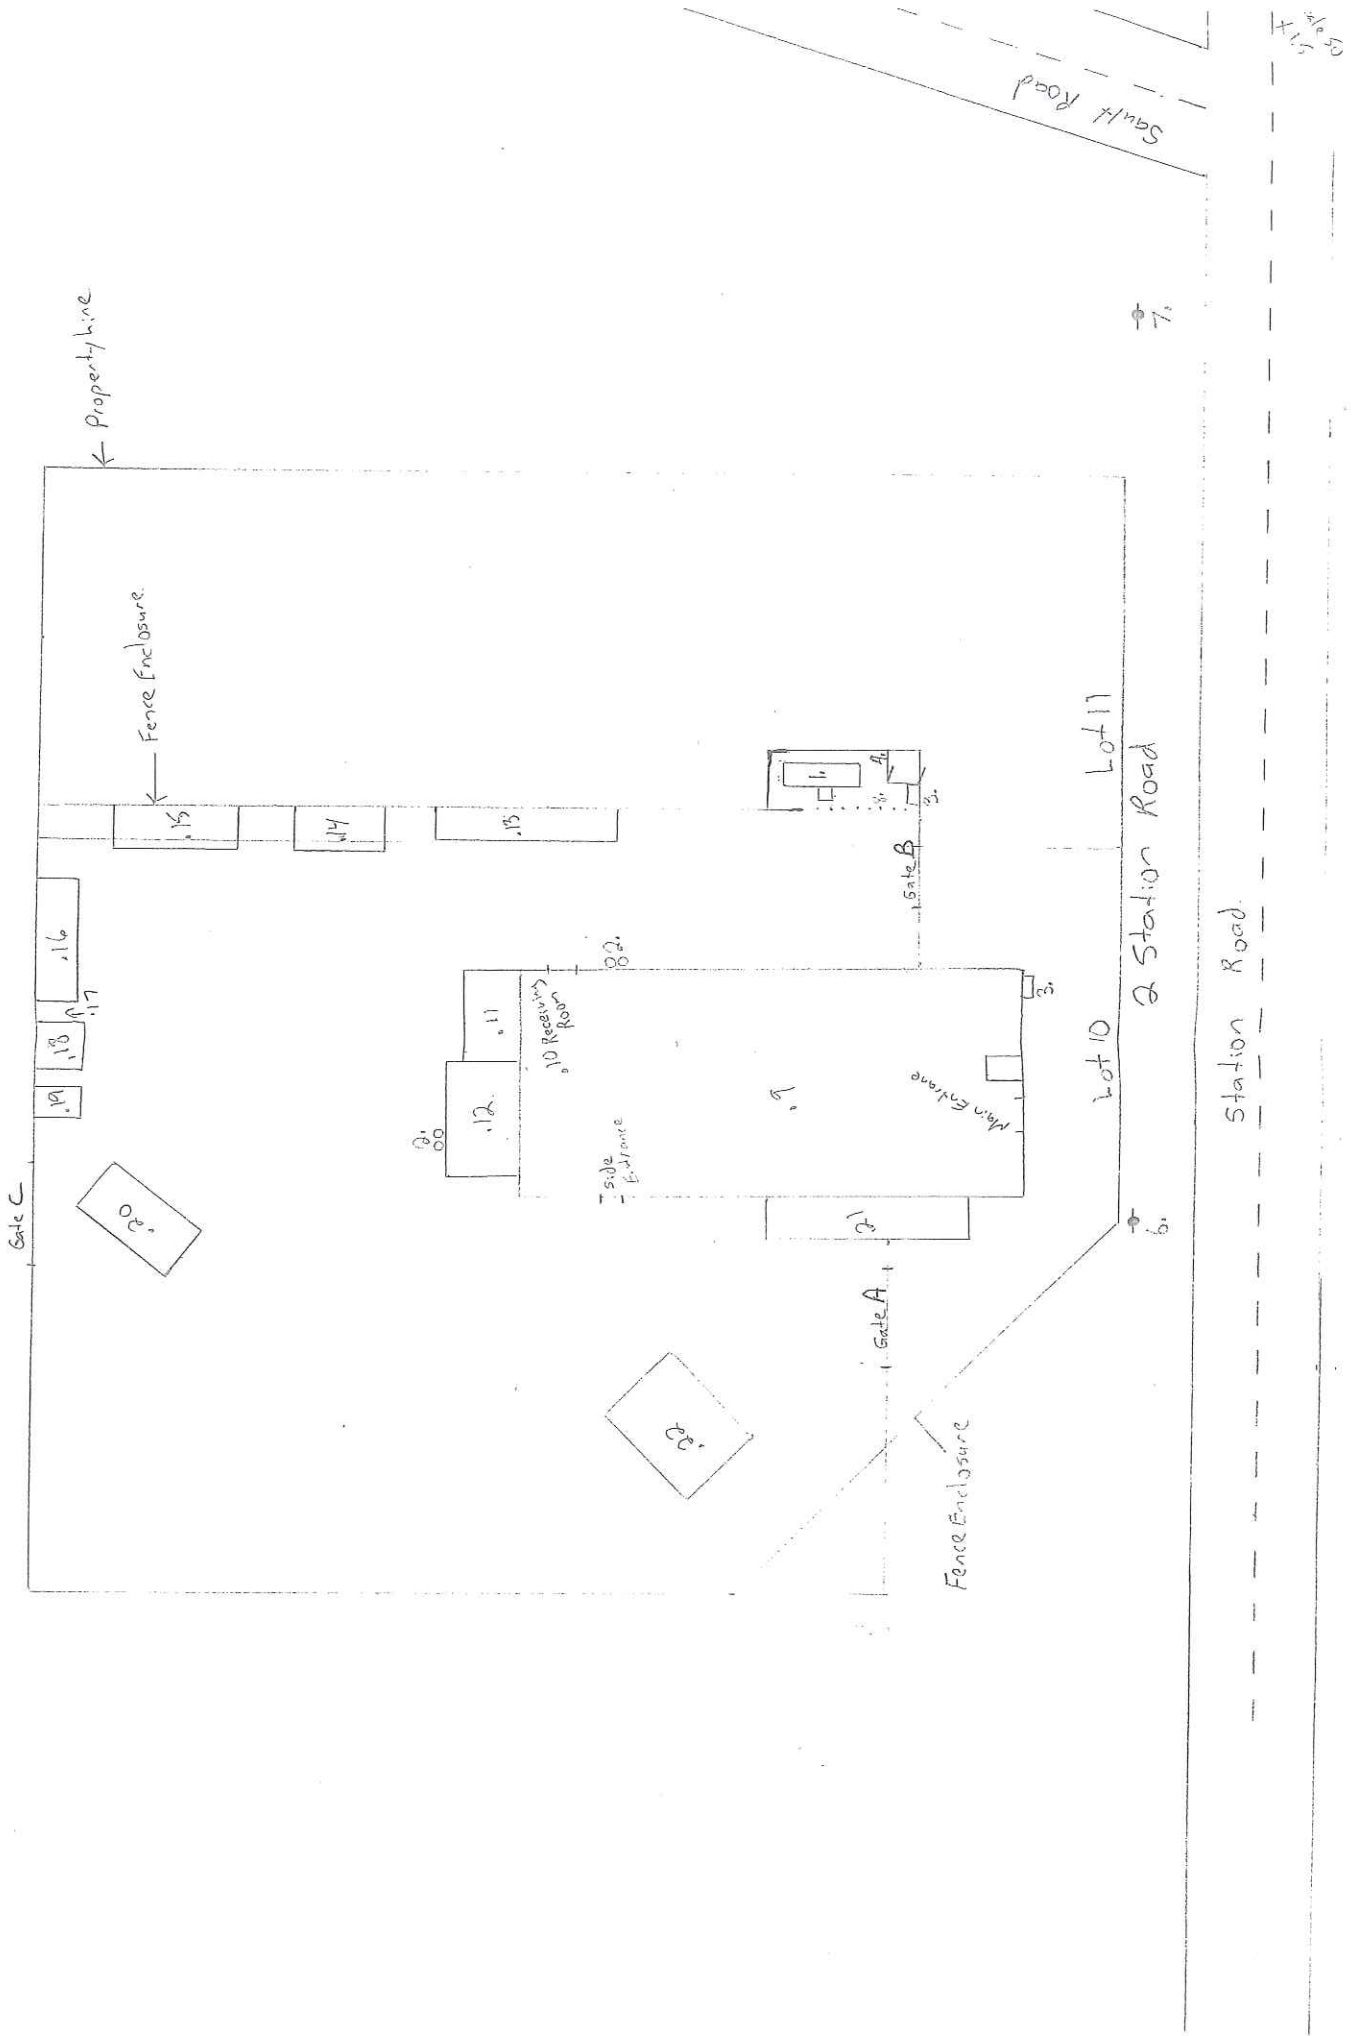 Sault Road
Property Line
Fence Enclosure
Gate C
.15
.14
.13
.16
.17
.18
.19
.20
1.
4.
8.
3.
Gate B
2.
.11
.10 Receiving
Room
.12
2.
.9
Side
Entrance
Main Entrane
3.
21
Gate A
.22
Fence Enclosure
Lot 11
Lot 10
2 Station Road
6.
7.
Station Road.